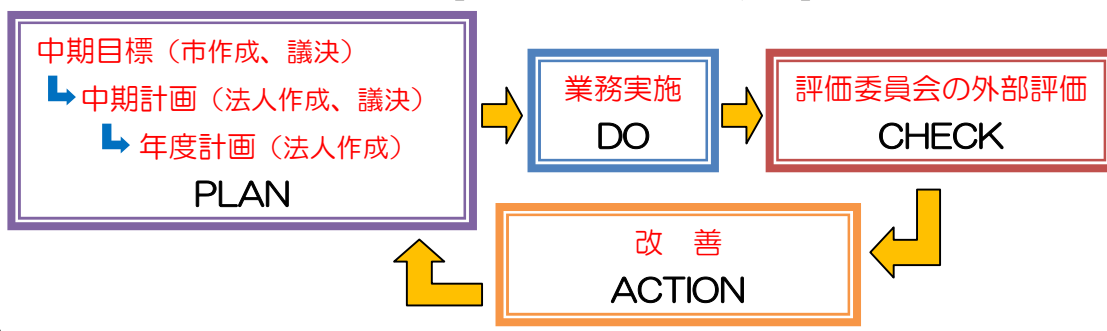 中期目標（市作成、議決）
中期計画（法人作成、議決）
年度計画（法人作成）
PLAN
業務実施
DO
評価委員会の外部評価
CHECK
改　善
ACTION